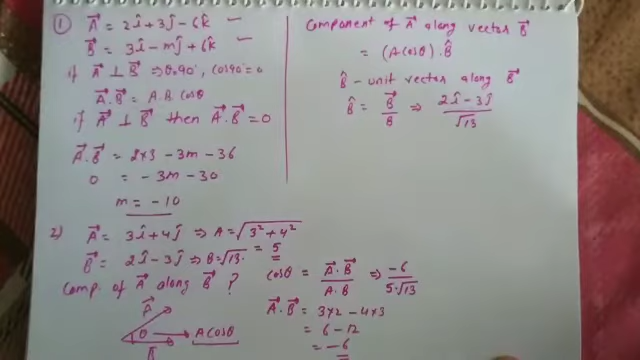 ① A⃗ = 2î + 3ĵ - 6k̂
B⃗ = 3î - mĵ + 6k̂
if A⃗ ⊥ B⃗ ⇒ θ=90°, cos90°=0
A⃗.B⃗ = A.B.cosθ
if A⃗ ⊥ B⃗ then A⃗.B⃗ = 0
A⃗.B⃗ = 2×3 - 3m - 36
0 = -3m - 30
m = -10
component of A⃗ along vector B⃗
= (A cosθ).B̂
B̂ - unit vector along B⃗
B̂ = B⃗/B ⇒ 2î - 3ĵ/√13
2) A⃗ = 3î + 4ĵ ⇒ A = √3² + 4²
= 5
B⃗ = 2î - 3ĵ ⇒ B = √13.
Comp. of A⃗ along B⃗ ?
A⃗
θ
A cosθ
B⃗
cosθ = A⃗.B⃗/A.B ⇒ -6/5√13
A⃗.B⃗ = 3×2 - 4×3
= 6 - 12
= -6